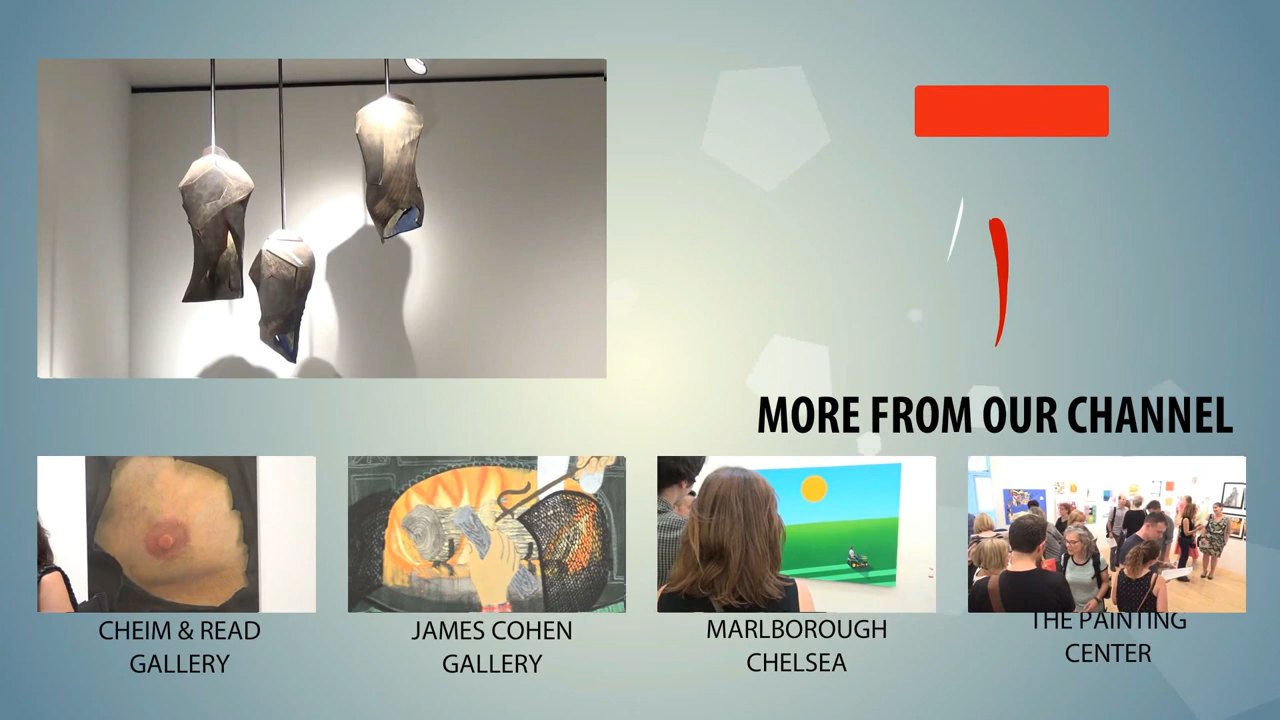 MORE FROM OUR CHANNEL
CHEIM & READ
GALLERY
JAMES COHEN
GALLERY
MARLBOROUGH
CHELSEA
THE PAINTING
CENTER